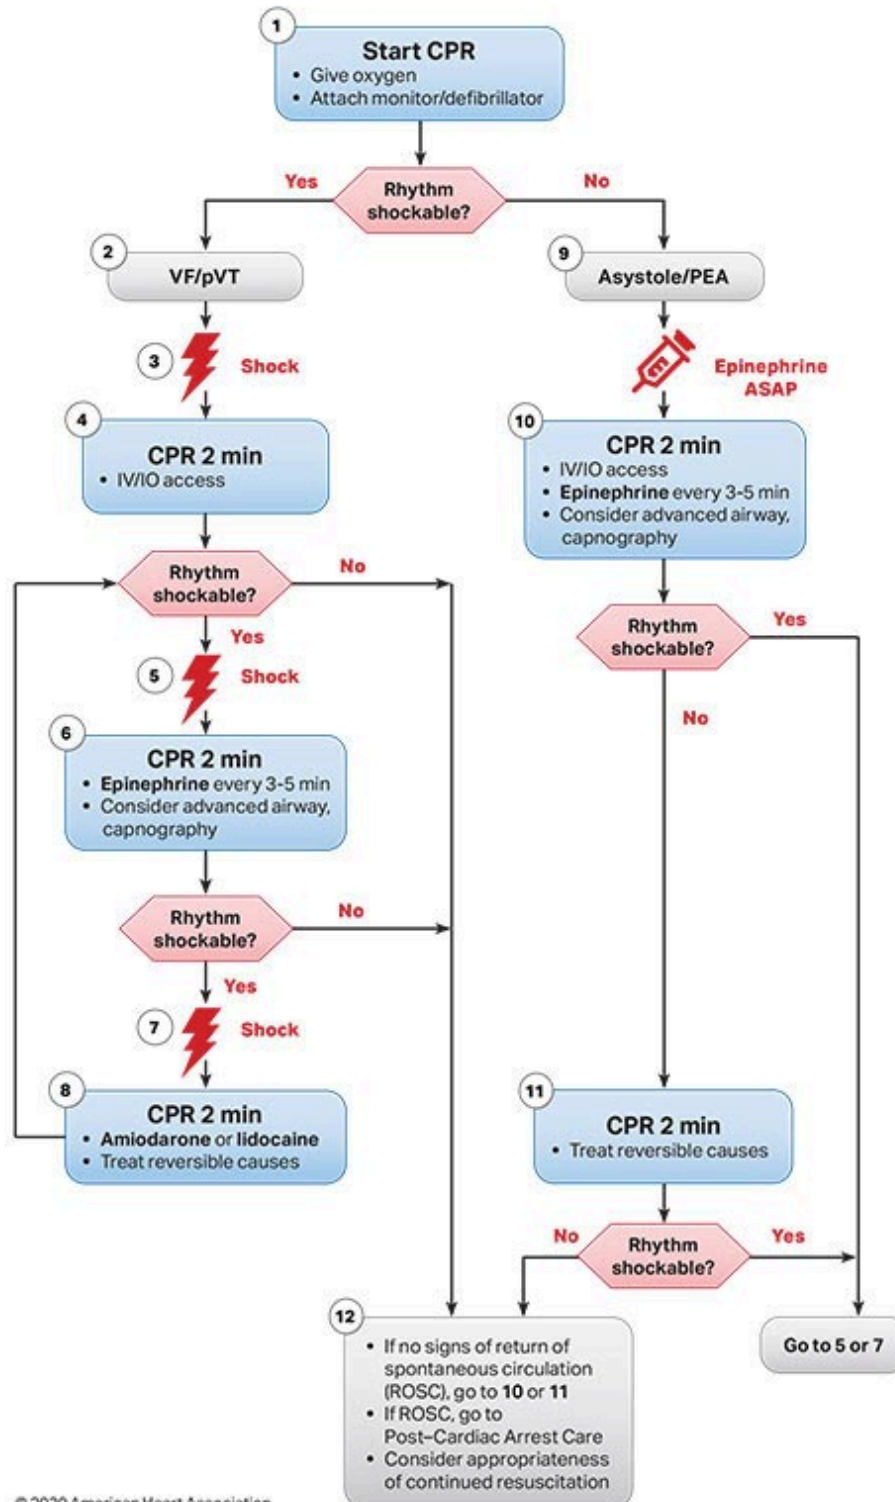 1
Start CPR
• Give oxygen
• Attach monitor/defibrillator
Rhythm
shockable?
Yes
No
2
VF/pVT
3
Shock
4
CPR 2 min
• IV/IO access
Rhythm
shockable?
No
Yes
5
Shock
6
CPR 2 min
• Epinephrine every 3-5 min
• Consider advanced airway,
capnography
Rhythm
shockable?
No
Yes
7
Shock
8
CPR 2 min
• Amiodarone or lidocaine
• Treat reversible causes
9
Asystole/PEA
Epinephrine
ASAP
10
CPR 2 min
• IV/IO access
• Epinephrine every 3-5 min
• Consider advanced airway,
capnography
Rhythm
shockable?
Yes
No
11
CPR 2 min
• Treat reversible causes
Rhythm
shockable?
No
Yes
12
• If no signs of return of
spontaneous circulation
(ROSC), go to 10 or 11
• If ROSC, go to
Post–Cardiac Arrest Care
• Consider appropriateness
of continued resuscitation
Go to 5 or 7
© 2020 American Heart Association